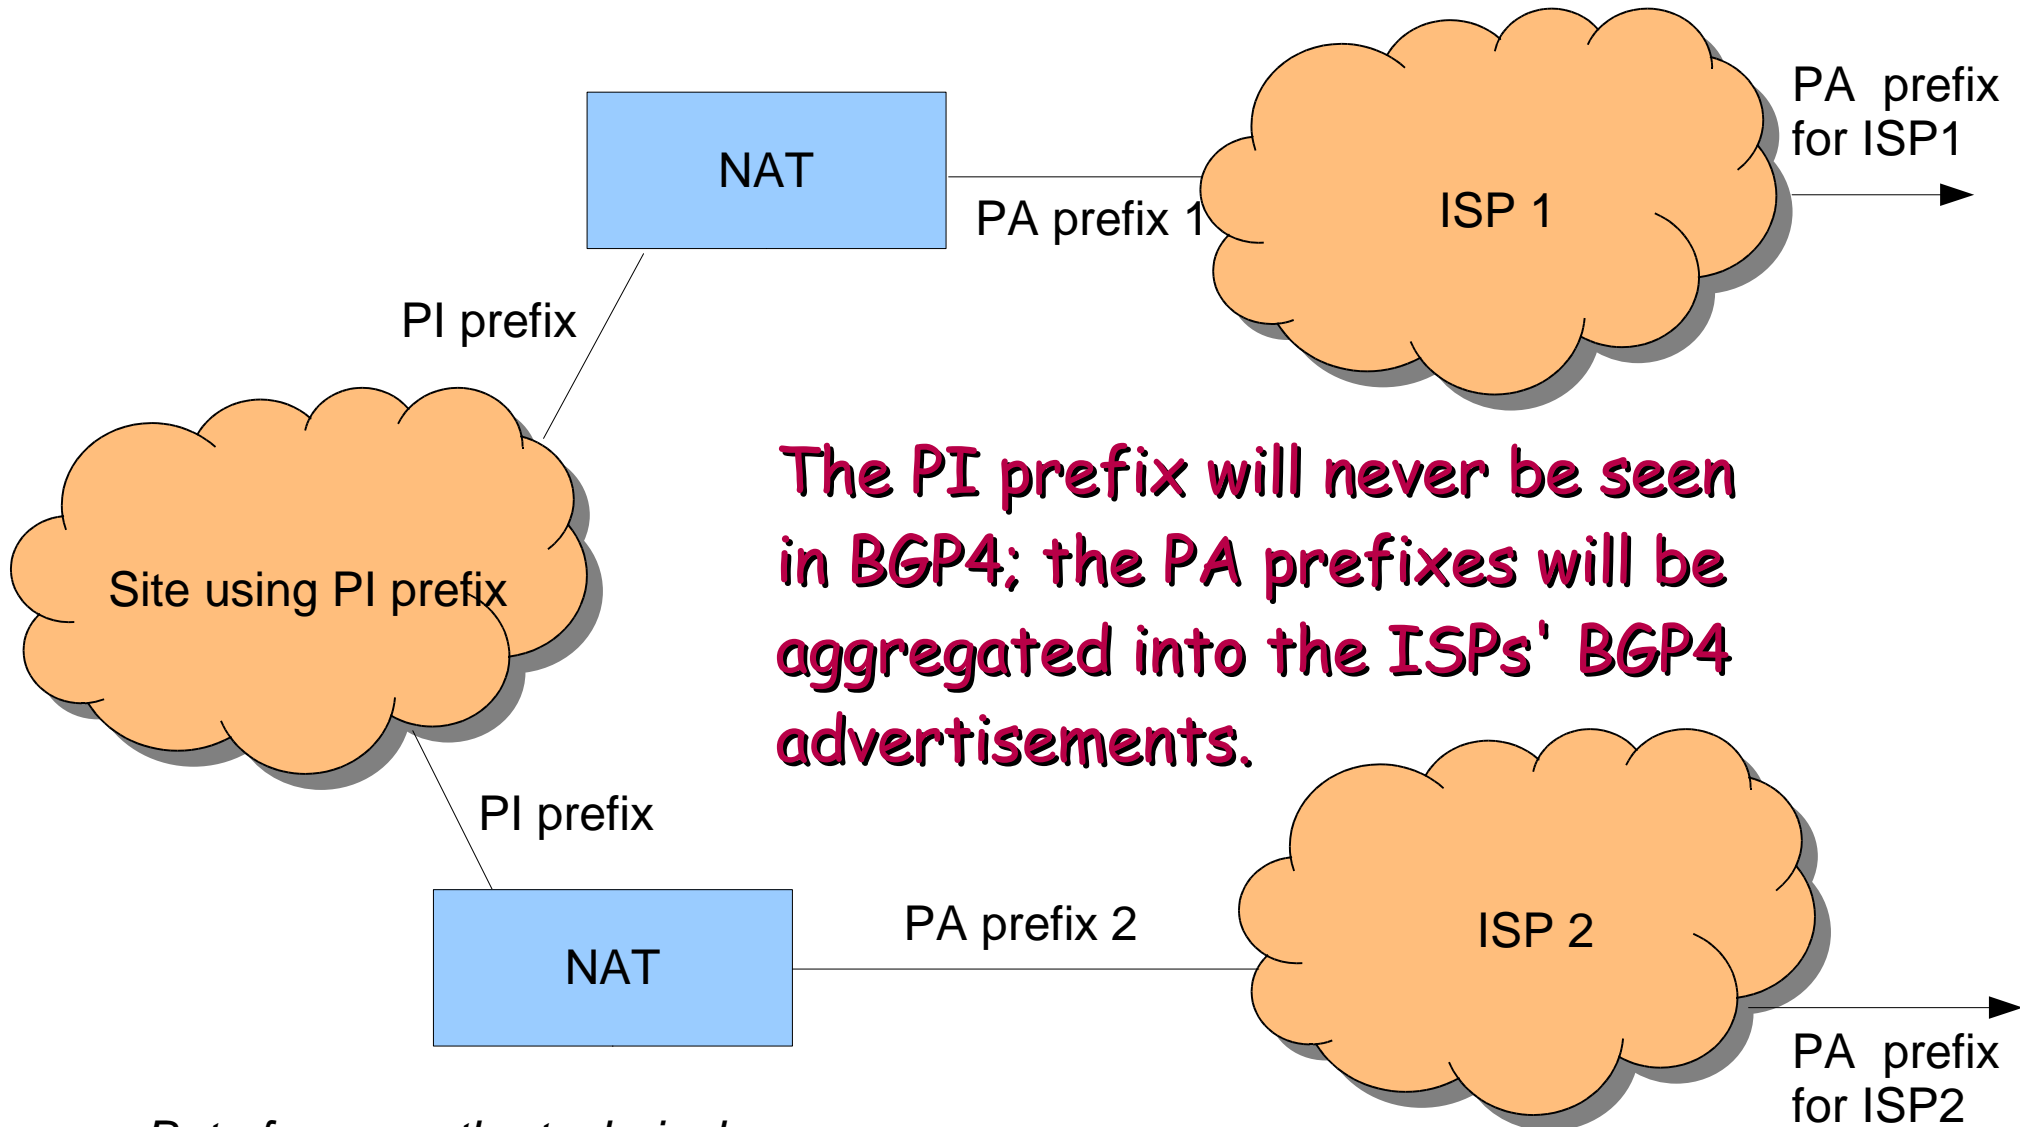 PA prefix
for ISP1
NAT
ISP 1
PA prefix 1
PI prefix
The PI prefix will never be seen
in BGP4; the PA prefixes will be
aggregated into the ISPs' BGP4
advertisements.
Site using PI prefix
PI prefix
PA prefix 2
ISP 2
NAT
PA prefix
for ISP2